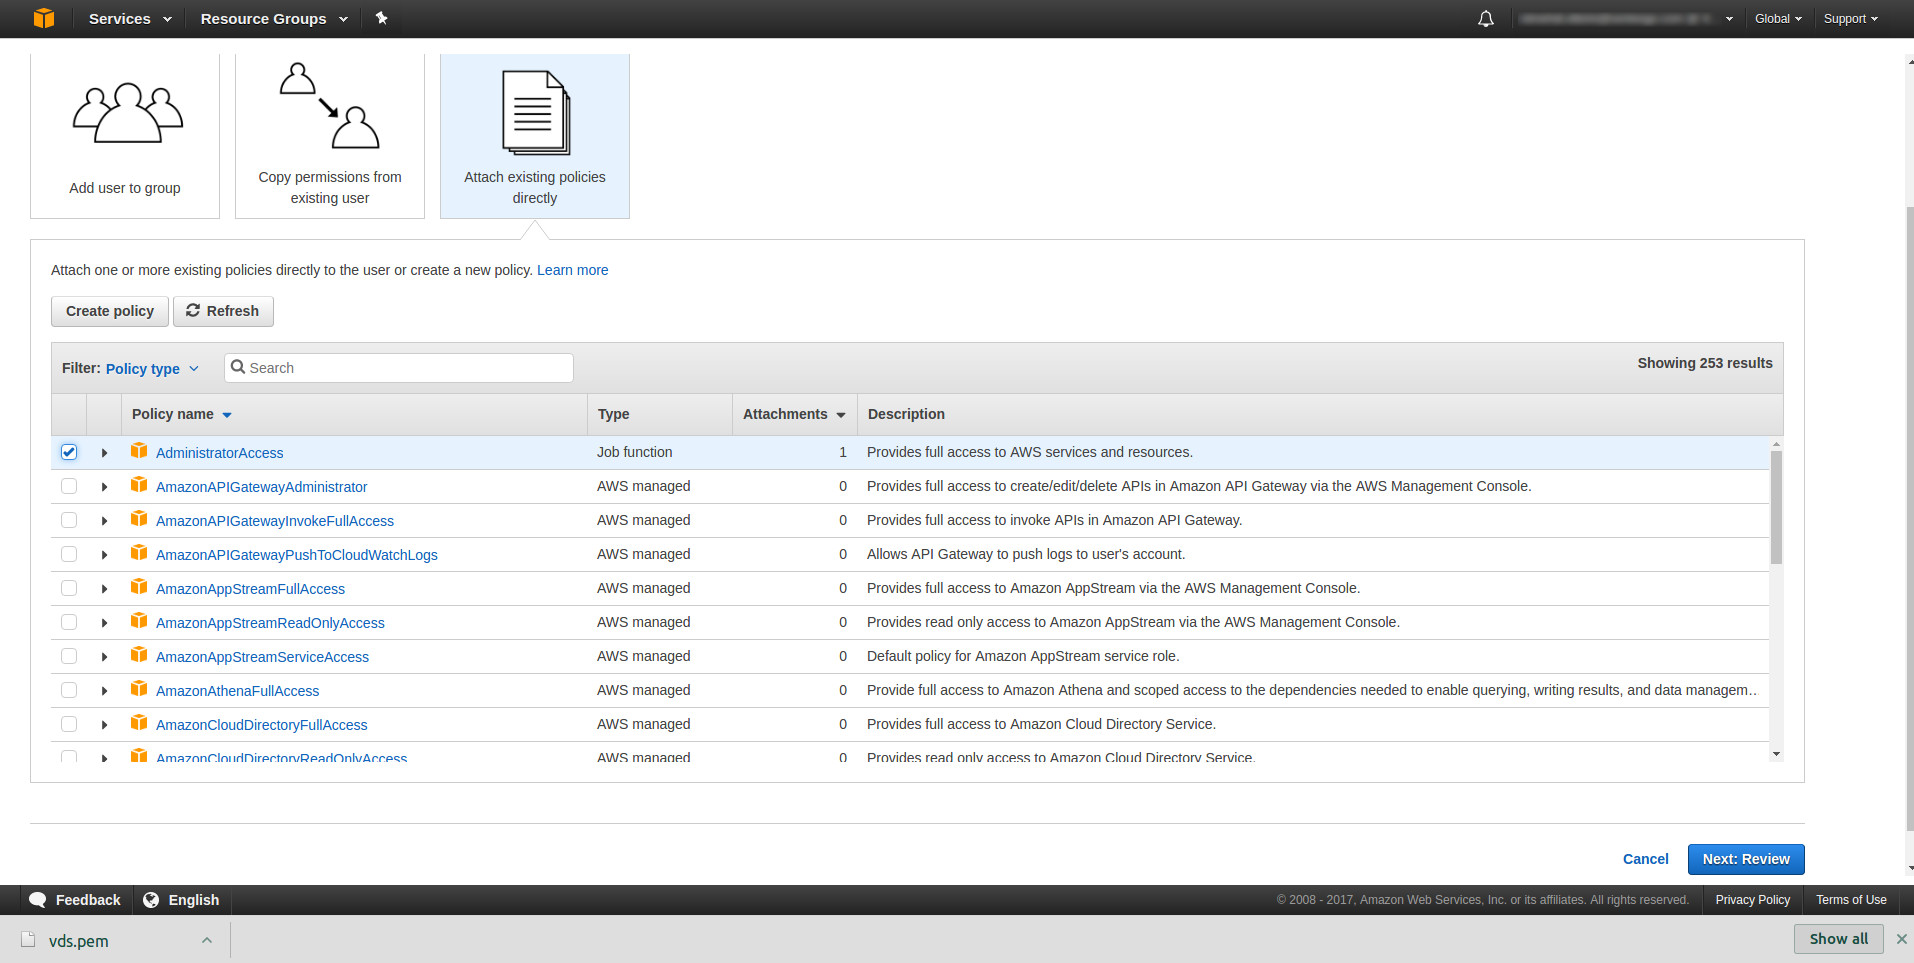 Services Resource Groups Global Support
Add user to group
Copy permissions from
existing user
Attach existing policies
directly
Attach one or more existing policies directly to the user or create a new policy. Learn more
Create policy Refresh
Filter: Policy type Search Showing 253 results
Policy name Type Attachments Description
AdministratorAccess Job function 1 Provides full access to AWS services and resources.
AmazonAPIGatewayAdministrator AWS managed 0 Provides full access to create/edit/delete APIs in Amazon API Gateway via the AWS Management Console.
AmazonAPIGatewayInvokeFullAccess AWS managed 0 Provides full access to invoke APIs in Amazon API Gateway.
AmazonAPIGatewayPushToCloudWatchLogs AWS managed 0 Allows API Gateway to push logs to user's account.
AmazonAppStreamFullAccess AWS managed 0 Provides full access to Amazon AppStream via the AWS Management Console.
AmazonAppStreamReadOnlyAccess AWS managed 0 Provides read only access to Amazon AppStream via the AWS Management Console.
AmazonAppStreamServiceAccess AWS managed 0 Default policy for Amazon AppStream service role.
AmazonAthenaFullAccess AWS managed 0 Provide full access to Amazon Athena and scoped access to the dependencies needed to enable querying, writing results, and data managem...
AmazonCloudDirectoryFullAccess AWS managed 0 Provides full access to Amazon Cloud Directory Service.
AmazonCloudDirectoryReadOnlyAccess AWS managed 0 Provides read only access to Amazon Cloud Directory Service.
Cancel Next: Review
Feedback English © 2008 - 2017, Amazon Web Services, Inc. or its affiliates. All rights reserved. Privacy Policy Terms of Use
vds.pem Show all